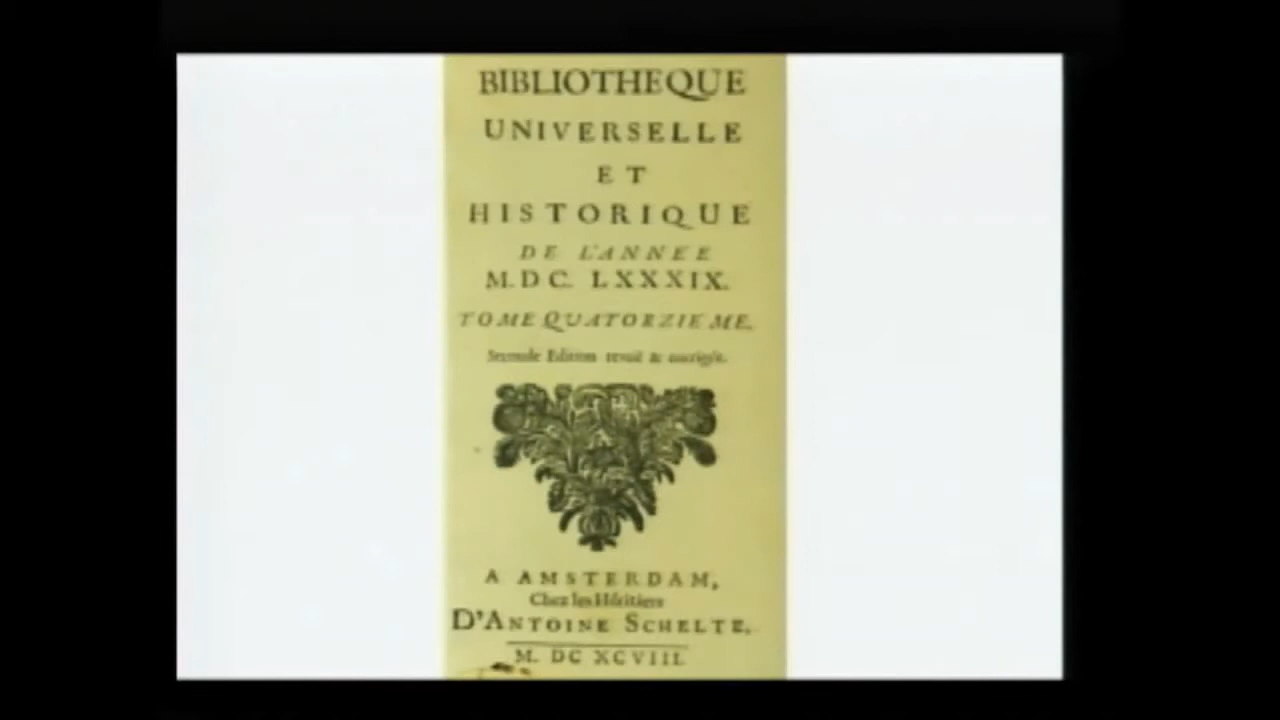 BIBLIOTHEQUE
UNIVERSELLE
ET
HISTORIQUE
DE L'ANNEE
M.DC. LXXXIX.
TOME QUATORZIEME.
Seconde Edition revuë & corrigée.
A AMSTERDAM,
Chez les Héritiers
D'ANTOINE SCHELTE.
M. DC XCVIII.